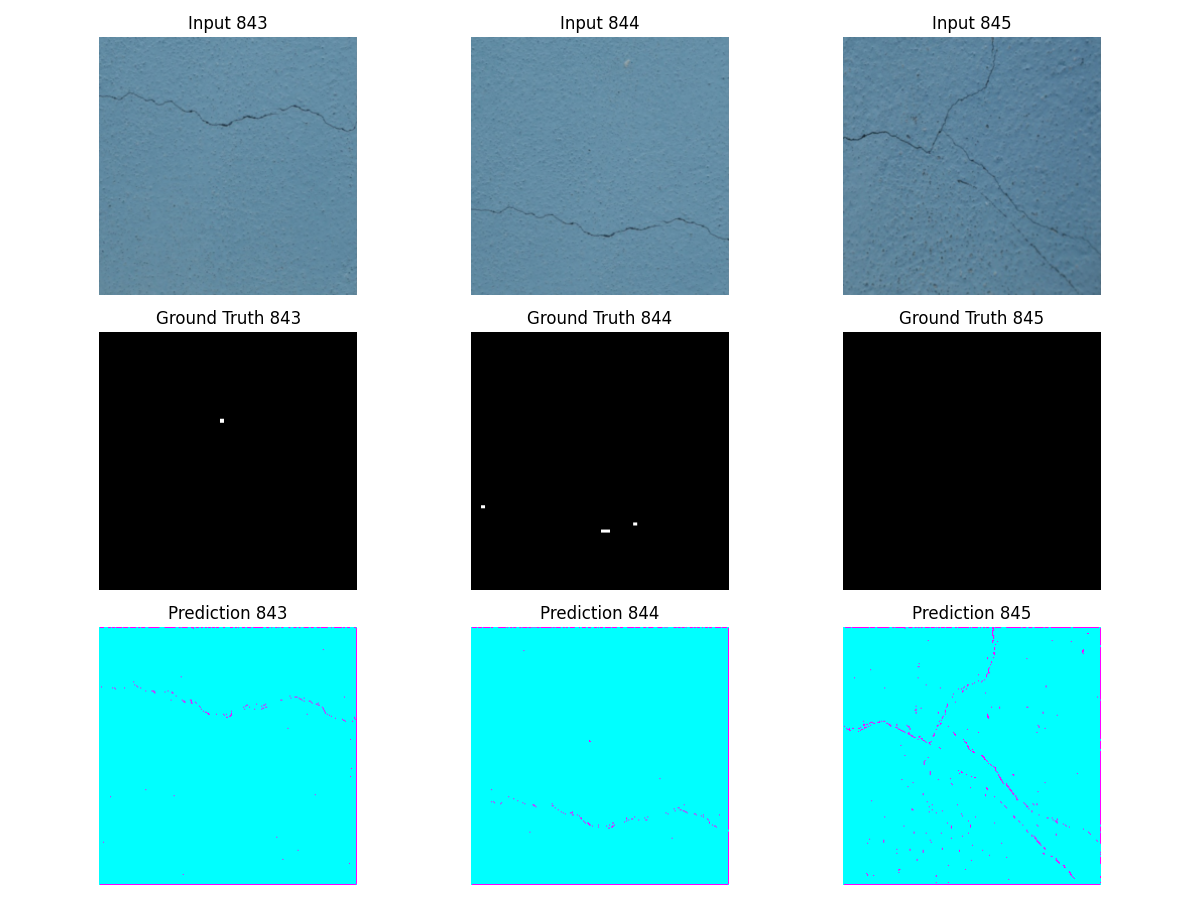 Input 843
Input 844
Input 845
Ground Truth 843
Ground Truth 844
Ground Truth 845
Prediction 843
Prediction 844
Prediction 845